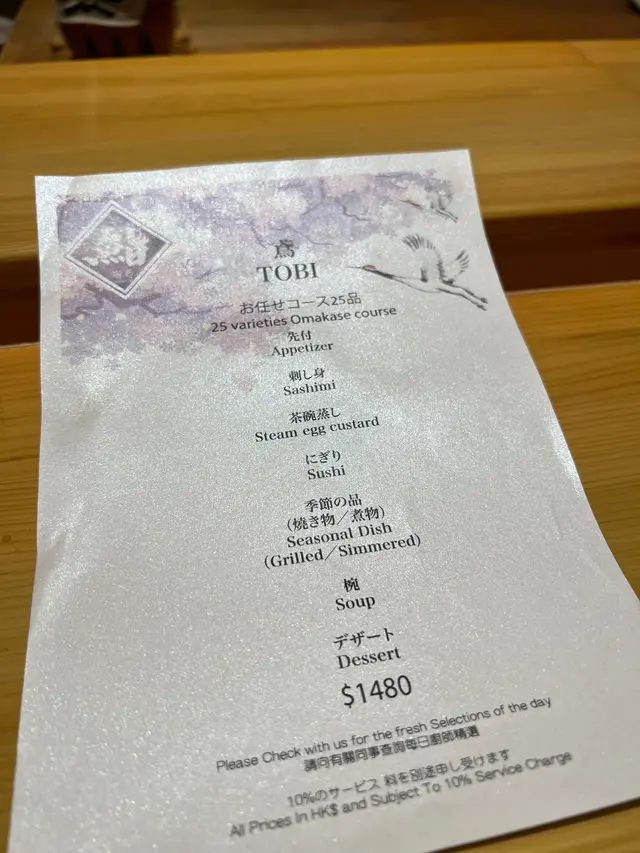 鳶
TOBI
お任せコース25品
25 varieties Omakase course
先付
Appetizer
刺し身
Sashimi
茶碗蒸し
Steam egg custard
にぎり
Sushi
季節の品
(焼き物／煮物)
Seasonal Dish
(Grilled／Simmered)
椀
Soup
デザート
Dessert
$1480
Please Check with us for the fresh Selections of the day
請向有關同事查詢每日廚師精選
10%のサービス 料を別途申し受けます
All Prices In HK$ and Subject To 10% Service Charge